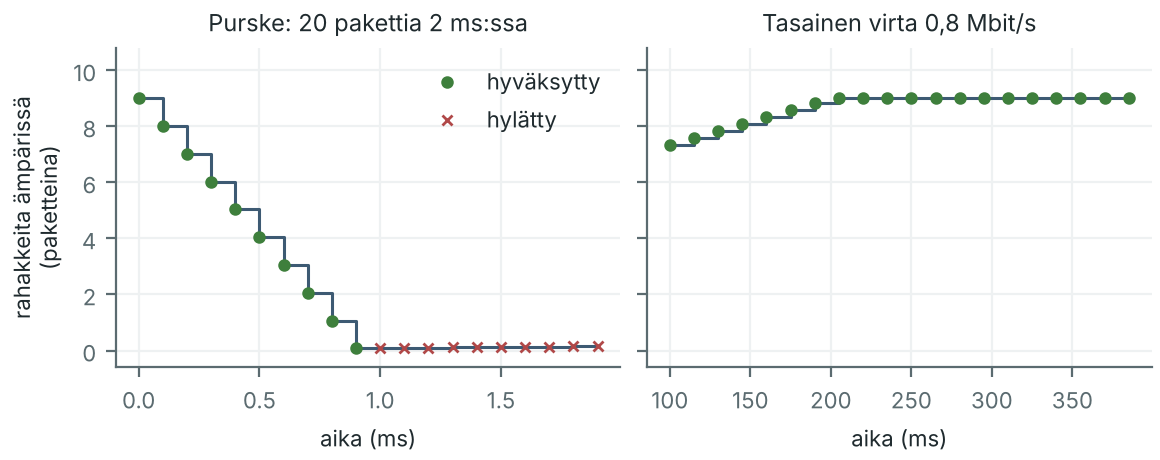 Purske: 20 pakettia 2 ms:ssa
rahakkeita ämpärissä
(paketteina)
10
8
6
4
2
0
hyväksytty
hylätty
0.0
0.5
1.0
1.5
aika (ms)
Tasainen virta 0,8 Mbit/s
100
150
200
250
300
350
aika (ms)